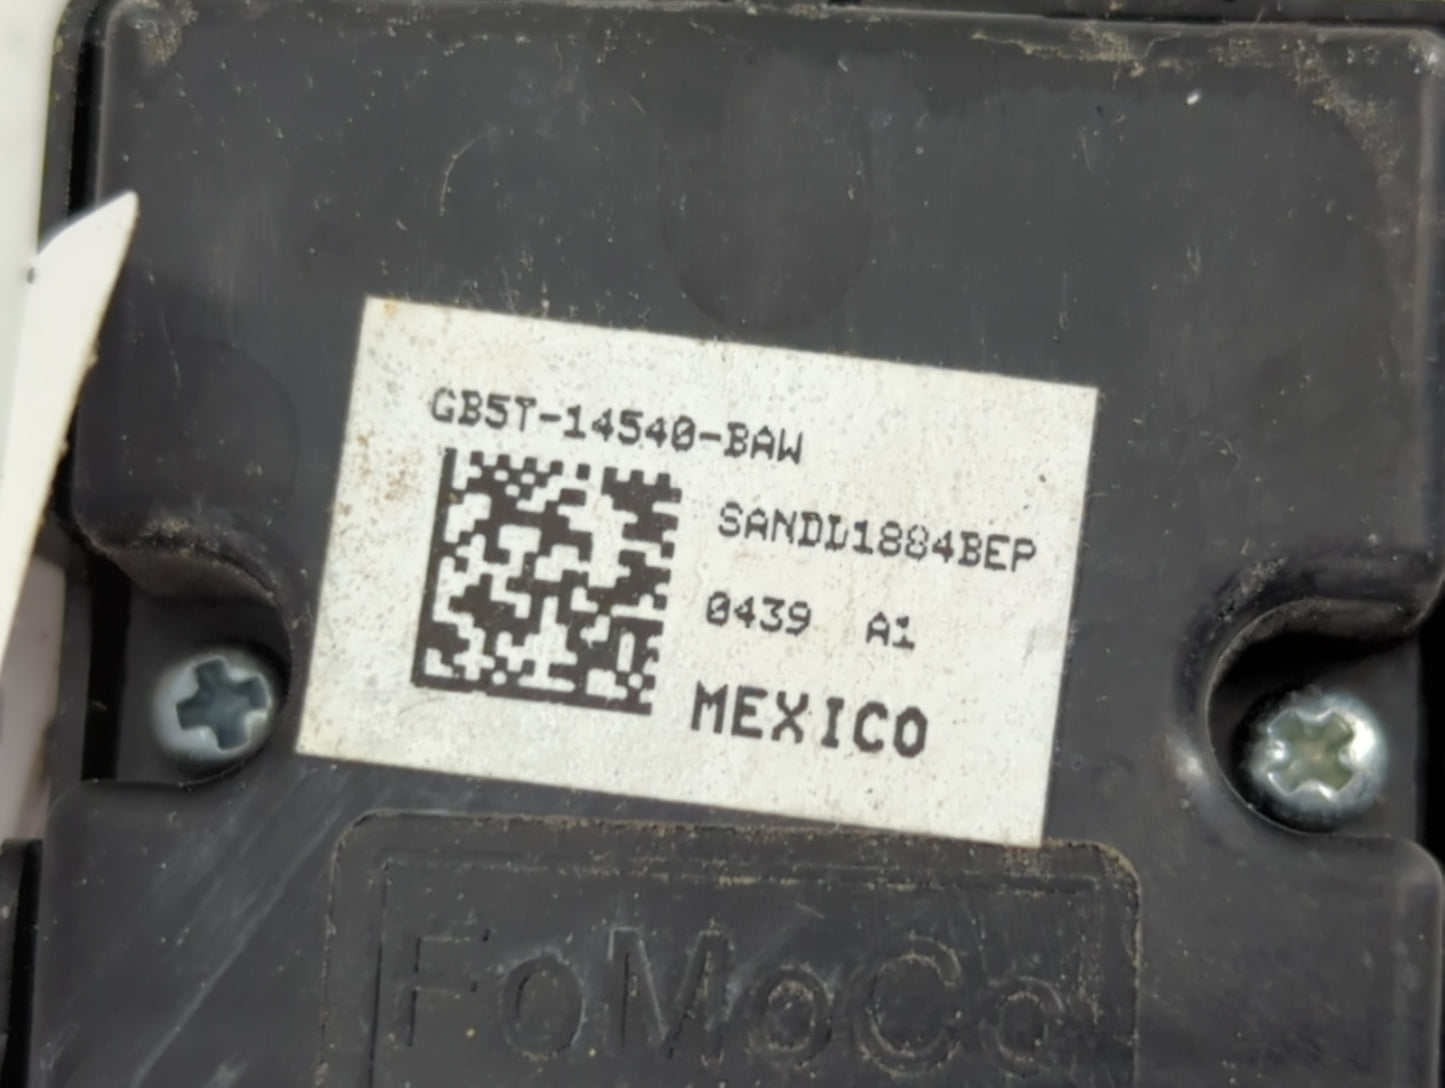 GB5T-14540-BAW
SANDL1884BEP
0439 A1
MEXICO
FoMoCo